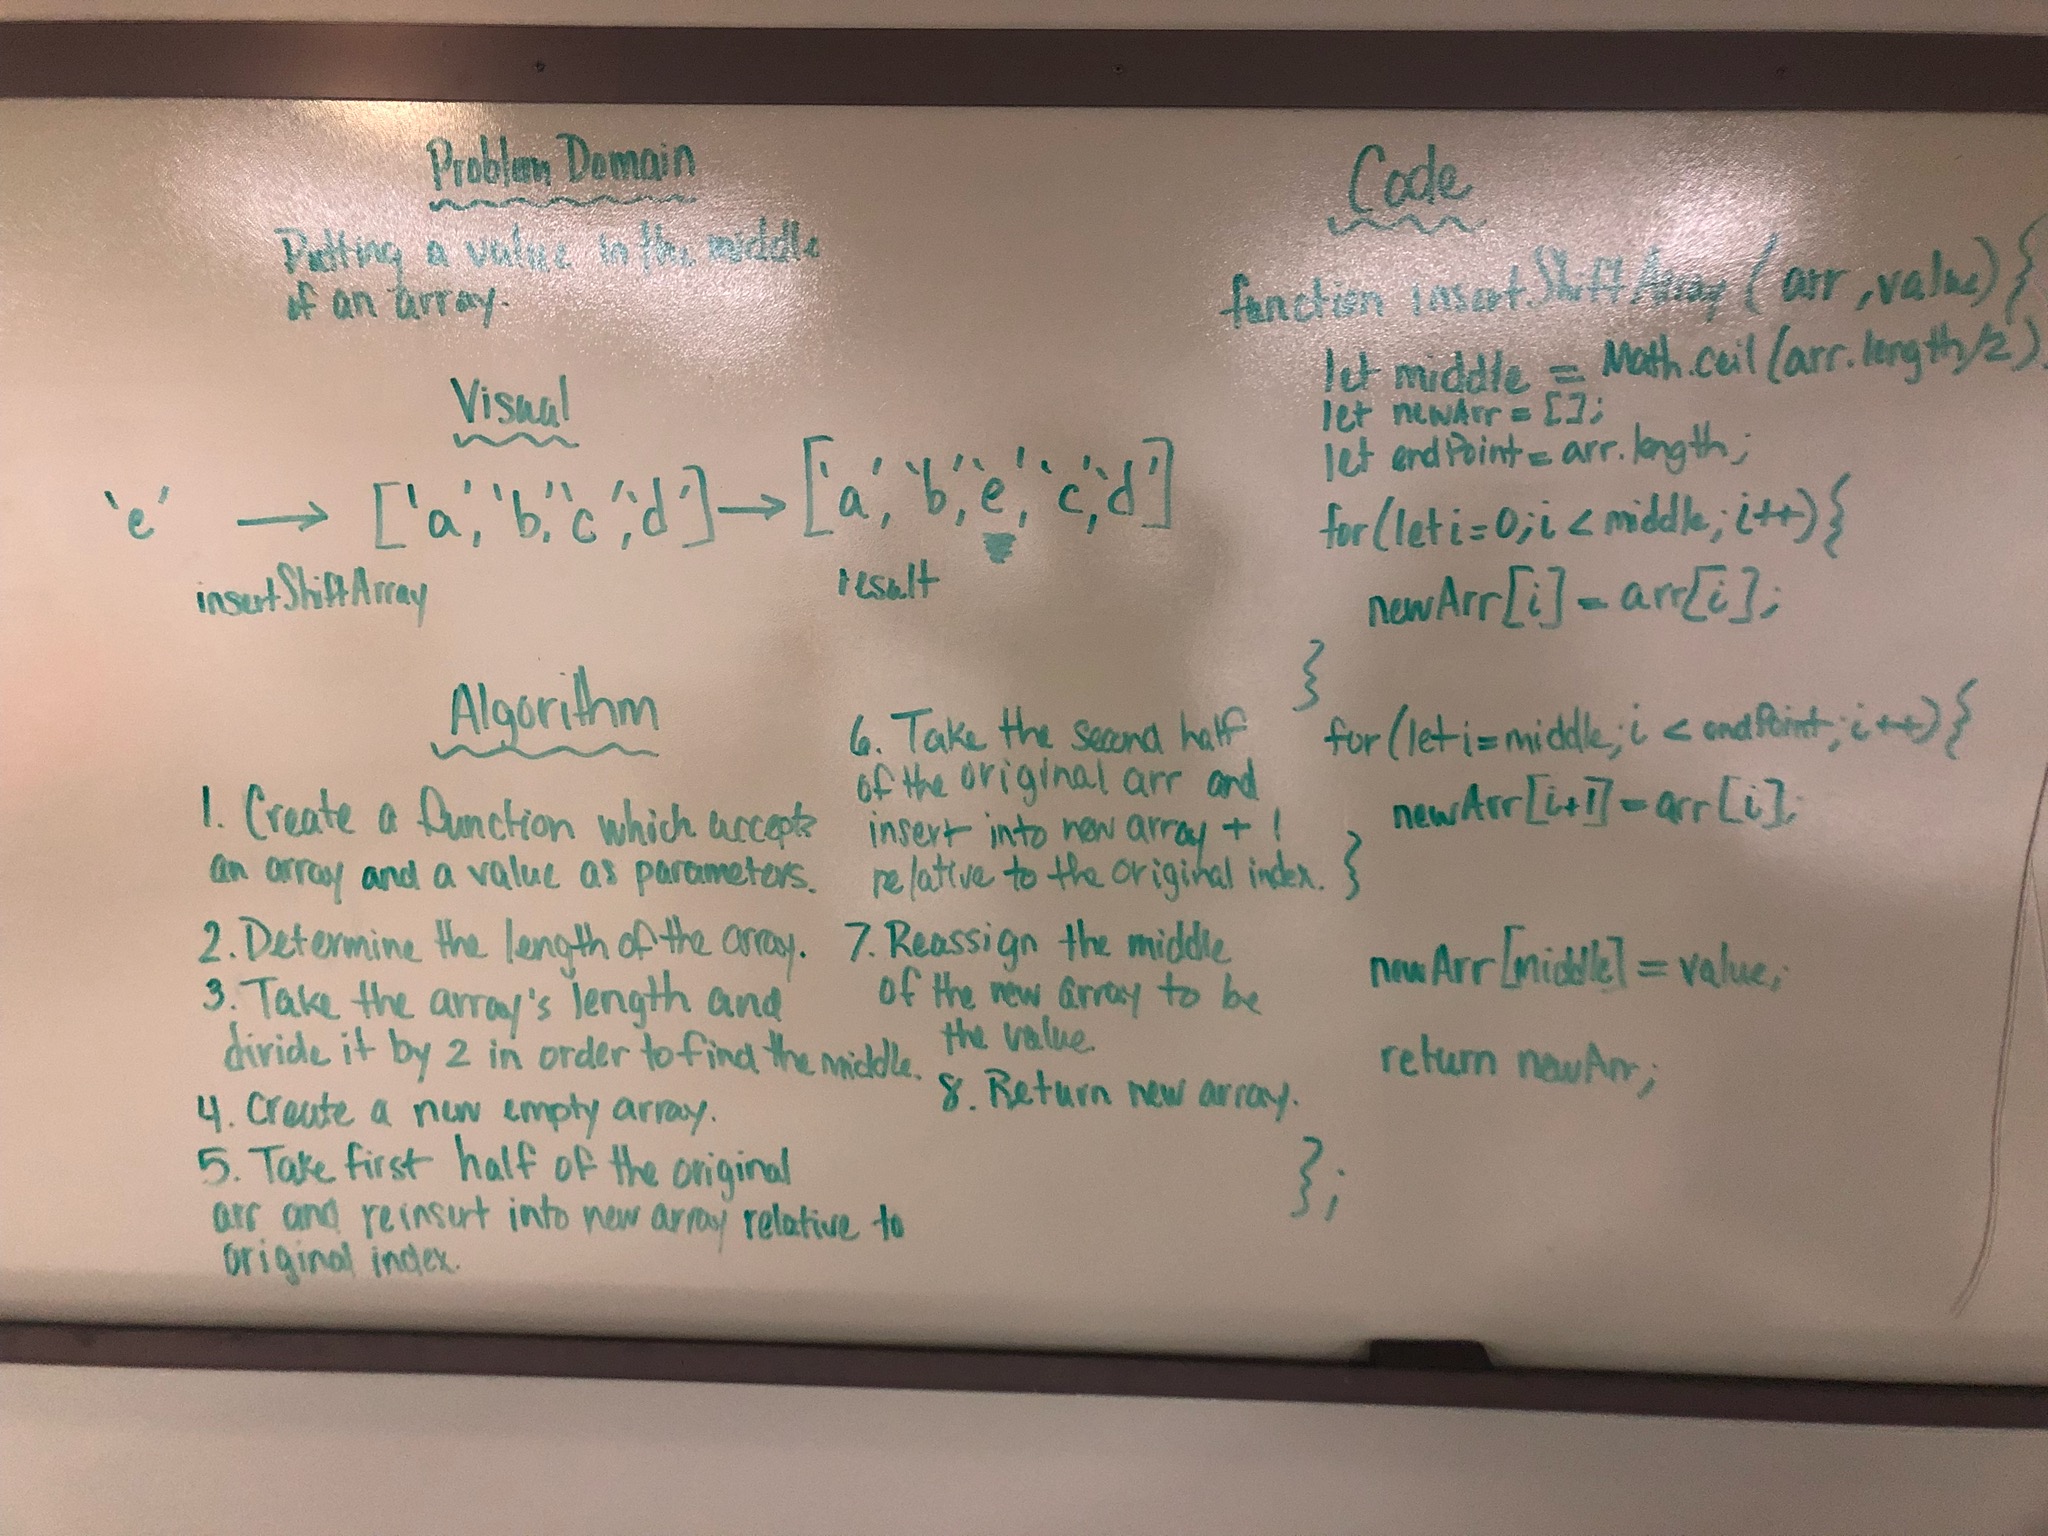 Problem Domain
Putting a value in the middle
of an array.
Visual
'e' → ['a', 'b', 'c', 'd'] → ['a', 'b', 'e', 'c', 'd']
insertShiftArray
result
Algorithm
1. Create a function which accepts
an array and a value as parameters.
2. Determine the length of the array.
3. Take the array's length and
divide it by 2 in order to find the middle.
4. Create a new empty array.
5. Take first half of the original
arr and reinsert into new array relative to
original index.
6. Take the second half
of the original arr and
insert into new array + 1
relative to the original index.
7. Reassign the middle
of the new array to be
the value.
8. Return new array.
Code
function insertShiftArray (arr, value) {
let middle = Math.ceil(arr.length/2);
let newArr = [];
let endPoint = arr.length;
for(let i=0; i < middle; i++){
newArr[i] = arr[i];
}
for(let i=middle; i < endPoint; i++){
newArr[i+1] = arr[i];
}
newArr[middle] = value;
return newArr;
};